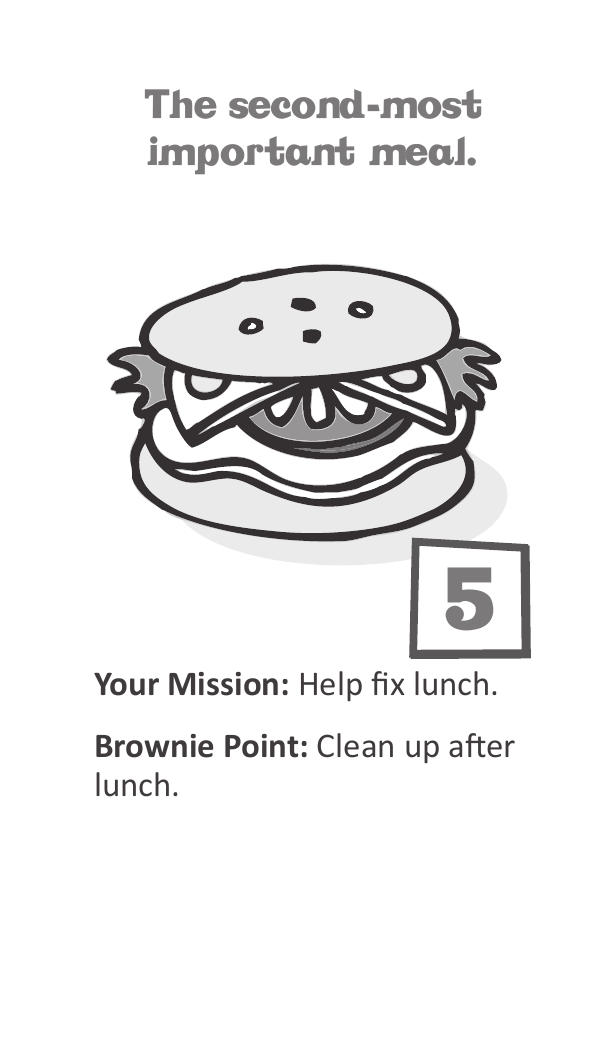 The second-most
important meal.
5
Your Mission: Help fix lunch.
Brownie Point: Clean up after
lunch.